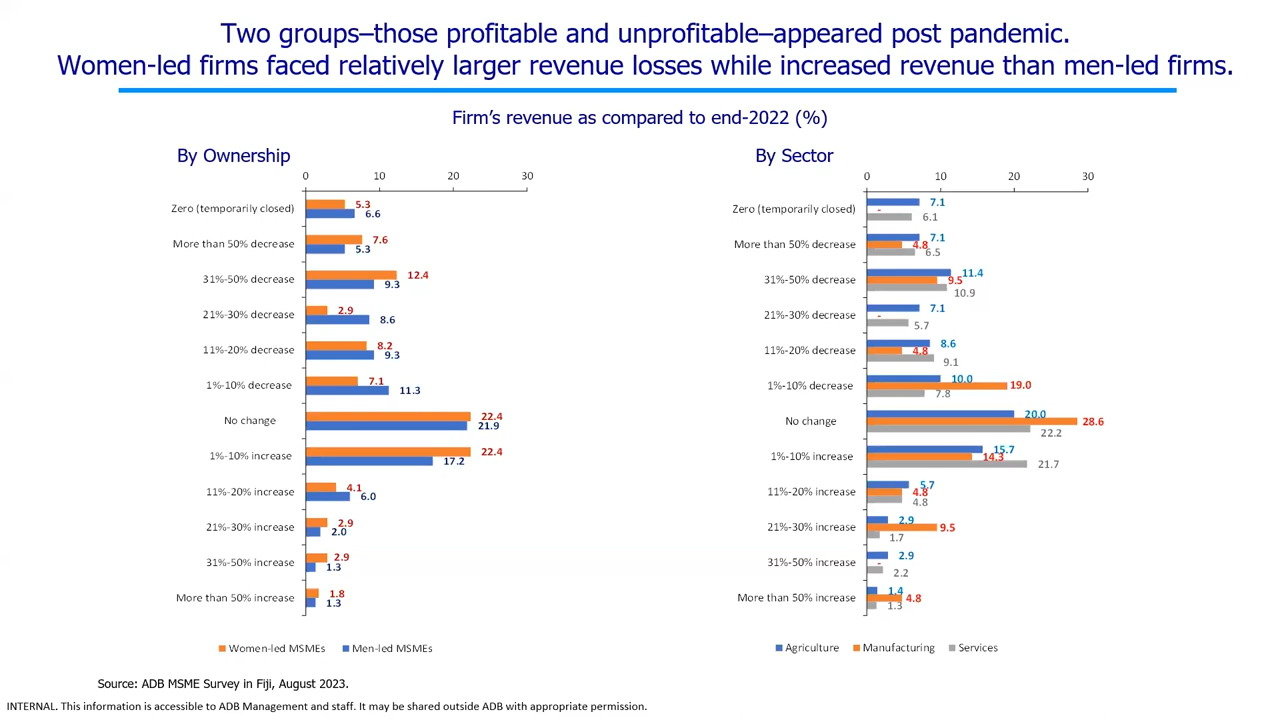 Two groups–those profitable and unprofitable–appeared post pandemic.
Women-led firms faced relatively larger revenue losses while increased revenue than men-led firms.
Firm's revenue as compared to end-2022 (%)
By Ownership
0 10 20 30
Zero (temporarily closed) 5.3 6.6
More than 50% decrease 7.6 5.3
31%-50% decrease 12.4 9.3
21%-30% decrease 2.9 8.6
11%-20% decrease 8.2 9.3
1%-10% decrease 7.1 11.3
No change 22.4 21.9
1%-10% increase 22.4 17.2
11%-20% increase 4.1 6.0
21%-30% increase 2.9 2.0
31%-50% increase 2.9 1.3
More than 50% increase 1.8 1.3
Women-led MSMEs Men-led MSMEs
By Sector
0 10 20 30
Zero (temporarily closed) 7.1 - 6.1
More than 50% decrease 7.1 4.8 6.5
31%-50% decrease 11.4 9.5 10.9
21%-30% decrease 7.1 - 5.7
11%-20% decrease 8.6 4.8 9.1
1%-10% decrease 10.0 19.0 7.8
No change 20.0 28.6 22.2
1%-10% increase 15.7 14.3 21.7
11%-20% increase 5.7 4.8 4.8
21%-30% increase 2.9 9.5 1.7
31%-50% increase 2.9 - 2.2
More than 50% increase 1.4 4.8 1.3
Agriculture Manufacturing Services
Source: ADB MSME Survey in Fiji, August 2023.
INTERNAL. This information is accessible to ADB Management and staff. It may be shared outside ADB with appropriate permission.